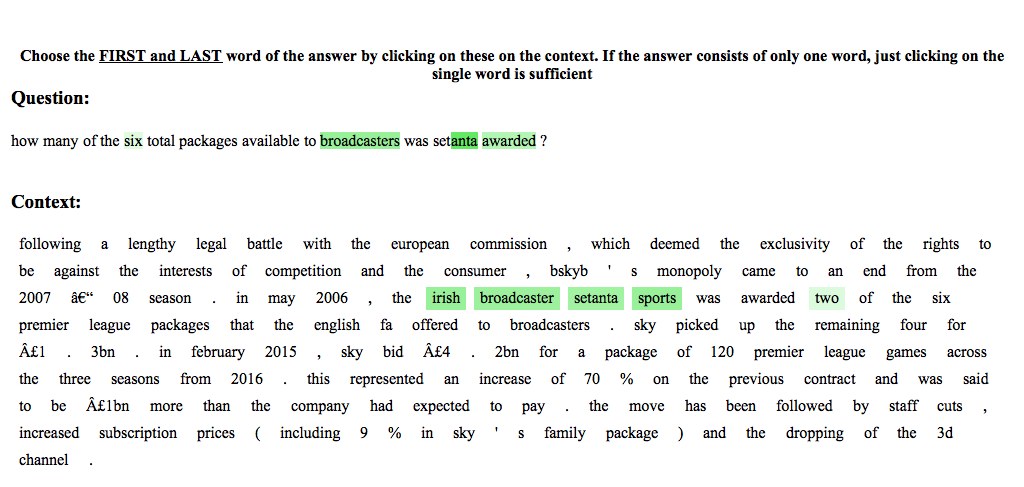 Choose the FIRST and LAST word of the answer by clicking on these on the context. If the answer consists of only one word, just clicking on the
single word is sufficient
Question:
how many of the six total packages available to broadcasters was setanta awarded ?
Context:
following a lengthy legal battle with the european commission , which deemed the exclusivity of the rights to
be against the interests of competition and the consumer , bskyb ' s monopoly came to an end from the
2007 â€“ 08 season . in may 2006 , the irish broadcaster setanta sports was awarded two of the six
premier league packages that the english fa offered to broadcasters . sky picked up the remaining four for
Â£1 . 3bn . in february 2015 , sky bid Â£4 . 2bn for a package of 120 premier league games across
the three seasons from 2016 . this represented an increase of 70 % on the previous contract and was said
to be Â£1bn more than the company had expected to pay . the move has been followed by staff cuts ,
increased subscription prices ( including 9 % in sky ' s family package ) and the dropping of the 3d
channel .